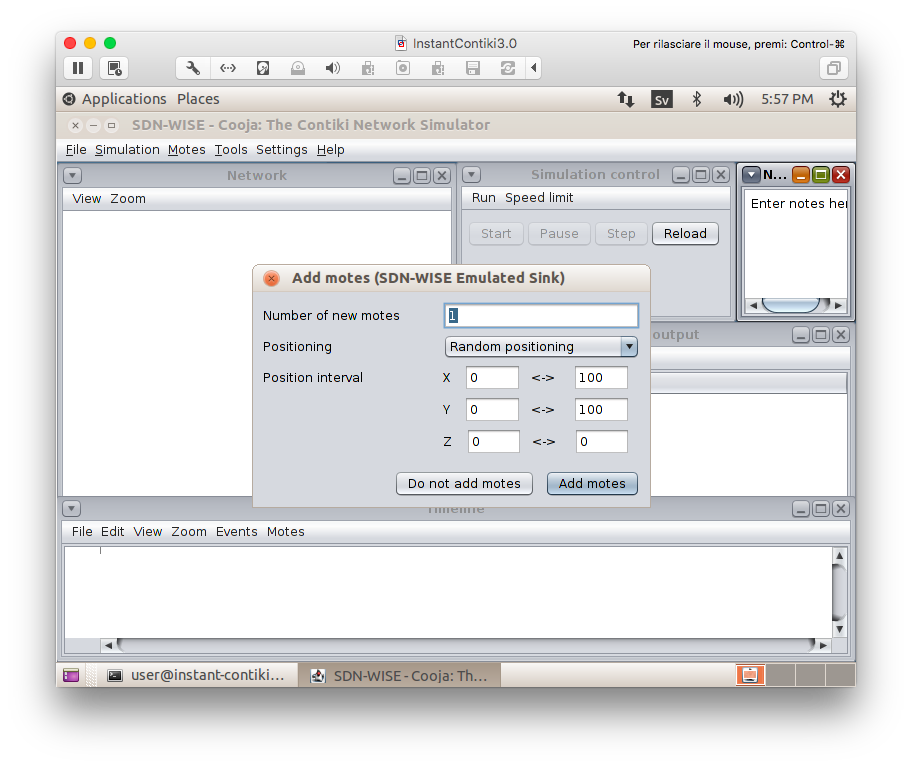 InstantContiki3.0
Per rilasciare il mouse, premi: Control-⌘
Applications Places
Sv
5:57 PM
SDN-WISE - Cooja: The Contiki Network Simulator
File Simulation Motes Tools Settings Help
Network
View Zoom
Simulation control
Run Speed limit
Start Pause Step Reload
N...
Enter notes her
output
Add motes (SDN-WISE Emulated Sink)
Number of new motes 1
Positioning Random positioning
Position interval X 0 <-> 100
Y 0 <-> 100
Z 0 <-> 0
Do not add motes Add motes
Timeline
File Edit View Zoom Events Motes
user@instant-contiki...
SDN-WISE - Cooja: Th...